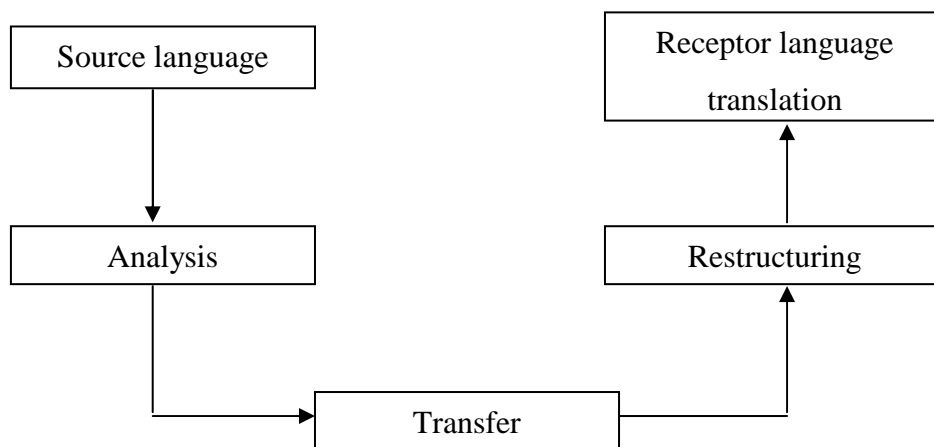 Source language
Receptor language
translation
Analysis
Restructuring
Transfer